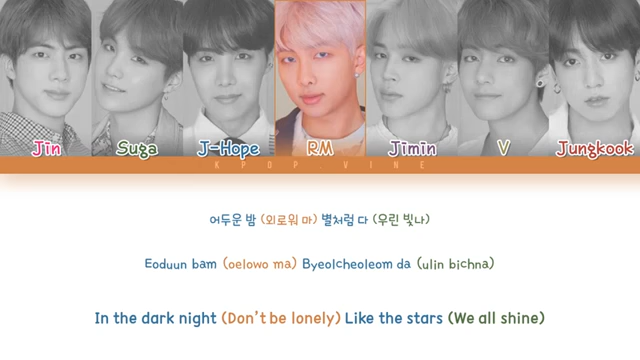 Jin Suga J-Hope RM Jimin V Jungkook
KPOP.VINE
어두운 밤 (외로워 마) 별처럼 다 (우린 빛나)
Eoduun bam (oelowo ma) Byeolcheoleom da (ulin bichna)
In the dark night (Don't be lonely) Like the stars (We all shine)